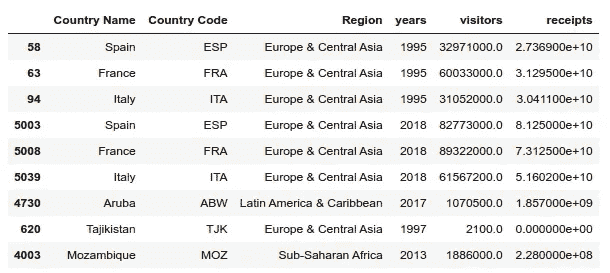 Country Name Country Code Region years visitors receipts
58 Spain ESP Europe & Central Asia 1995 32971000.0 2.736900e+10
63 France FRA Europe & Central Asia 1995 60033000.0 3.129500e+10
94 Italy ITA Europe & Central Asia 1995 31052000.0 3.041100e+10
5003 Spain ESP Europe & Central Asia 2018 82773000.0 8.125000e+10
5008 France FRA Europe & Central Asia 2018 89322000.0 7.312500e+10
5039 Italy ITA Europe & Central Asia 2018 61567200.0 5.160200e+10
4730 Aruba ABW Latin America & Caribbean 2017 1070500.0 1.857000e+09
620 Tajikistan TJK Europe & Central Asia 1997 2100.0 0.000000e+00
4003 Mozambique MOZ Sub-Saharan Africa 2013 1886000.0 2.280000e+08